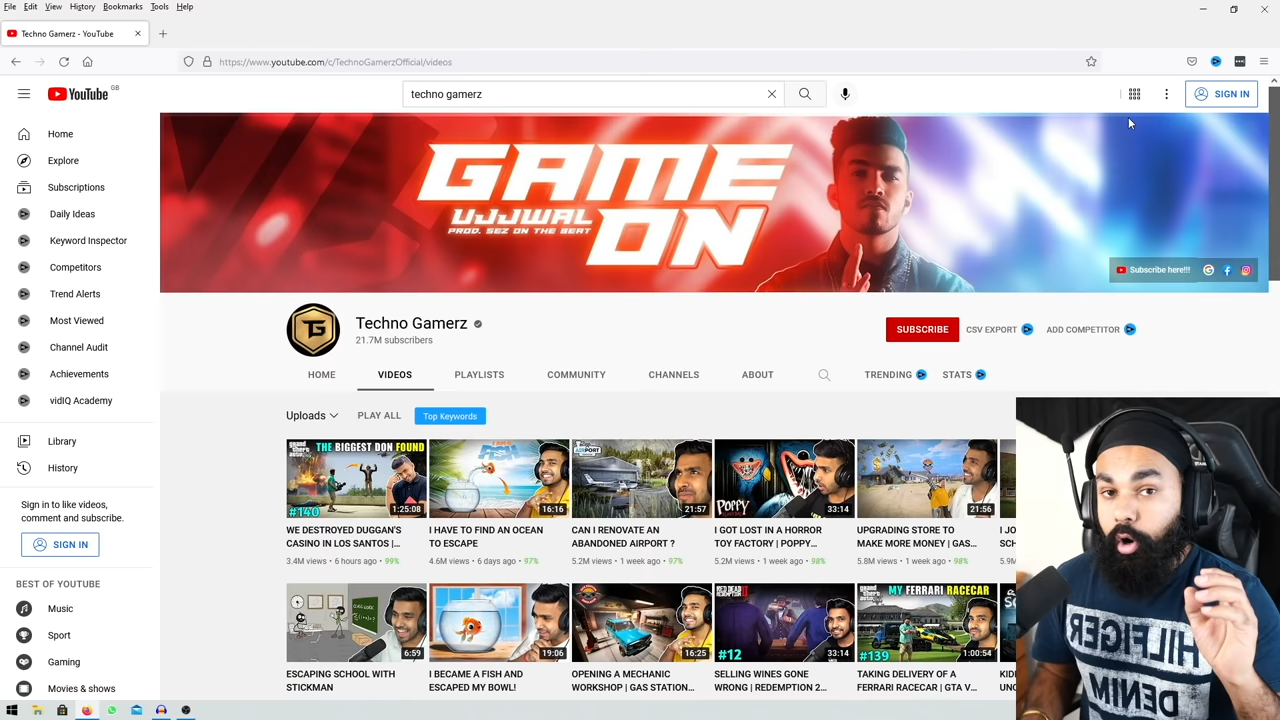 File Edit View History Bookmarks Tools Help
Techno Gamerz - YouTube
https://www.youtube.com/c/TechnoGamerzOfficial/videos
YouTube GB
techno gamerz
SIGN IN
Home
Explore
Subscriptions
Daily Ideas
Keyword Inspector
Competitors
Trend Alerts
Most Viewed
Channel Audit
Achievements
vidIQ Academy
Library
History
Sign in to like videos,
comment and subscribe.
SIGN IN
BEST OF YOUTUBE
Music
Sport
Gaming
Movies & shows
GAME
UJJWAL
PROD. SEZ ON THE BEAT
ON
Subscribe here!!!
TG
Techno Gamerz
21.7M subscribers
SUBSCRIBE
CSV EXPORT
ADD COMPETITOR
HOME VIDEOS PLAYLISTS COMMUNITY CHANNELS ABOUT TRENDING STATS
Uploads PLAY ALL Top Keywords
THE BIGGEST DON FOUND
#140
1:25:08
WE DESTROYED DUGGAN'S
CASINO IN LOS SANTOS |...
3.4M views • 6 hours ago • 99%
16:16
I HAVE TO FIND AN OCEAN
TO ESCAPE
4.6M views • 6 days ago • 97%
AIRPORT
21:57
CAN I RENOVATE AN
ABANDONED AIRPORT ?
5.2M views • 1 week ago • 97%
POPPY
33:14
I GOT LOST IN A HORROR
TOY FACTORY | POPPY...
5.2M views • 1 week ago • 98%
21:56
UPGRADING STORE TO
MAKE MORE MONEY | GAS...
5.8M views • 1 week ago • 98%
I JO
SCH
5.9M
6:59
ESCAPING SCHOOL WITH
STICKMAN
19:06
I BECAME A FISH AND
ESCAPED MY BOWL!
16:25
OPENING A MECHANIC
WORKSHOP | GAS STATION...
#12
33:14
SELLING WINES GONE
WRONG | REDEMPTION 2...
MY FERRARI RACECAR
#139
1:00:54
TAKING DELIVERY OF A
FERRARI RACECAR | GTA V...
KID
UNC
HILFIGER
DENIM